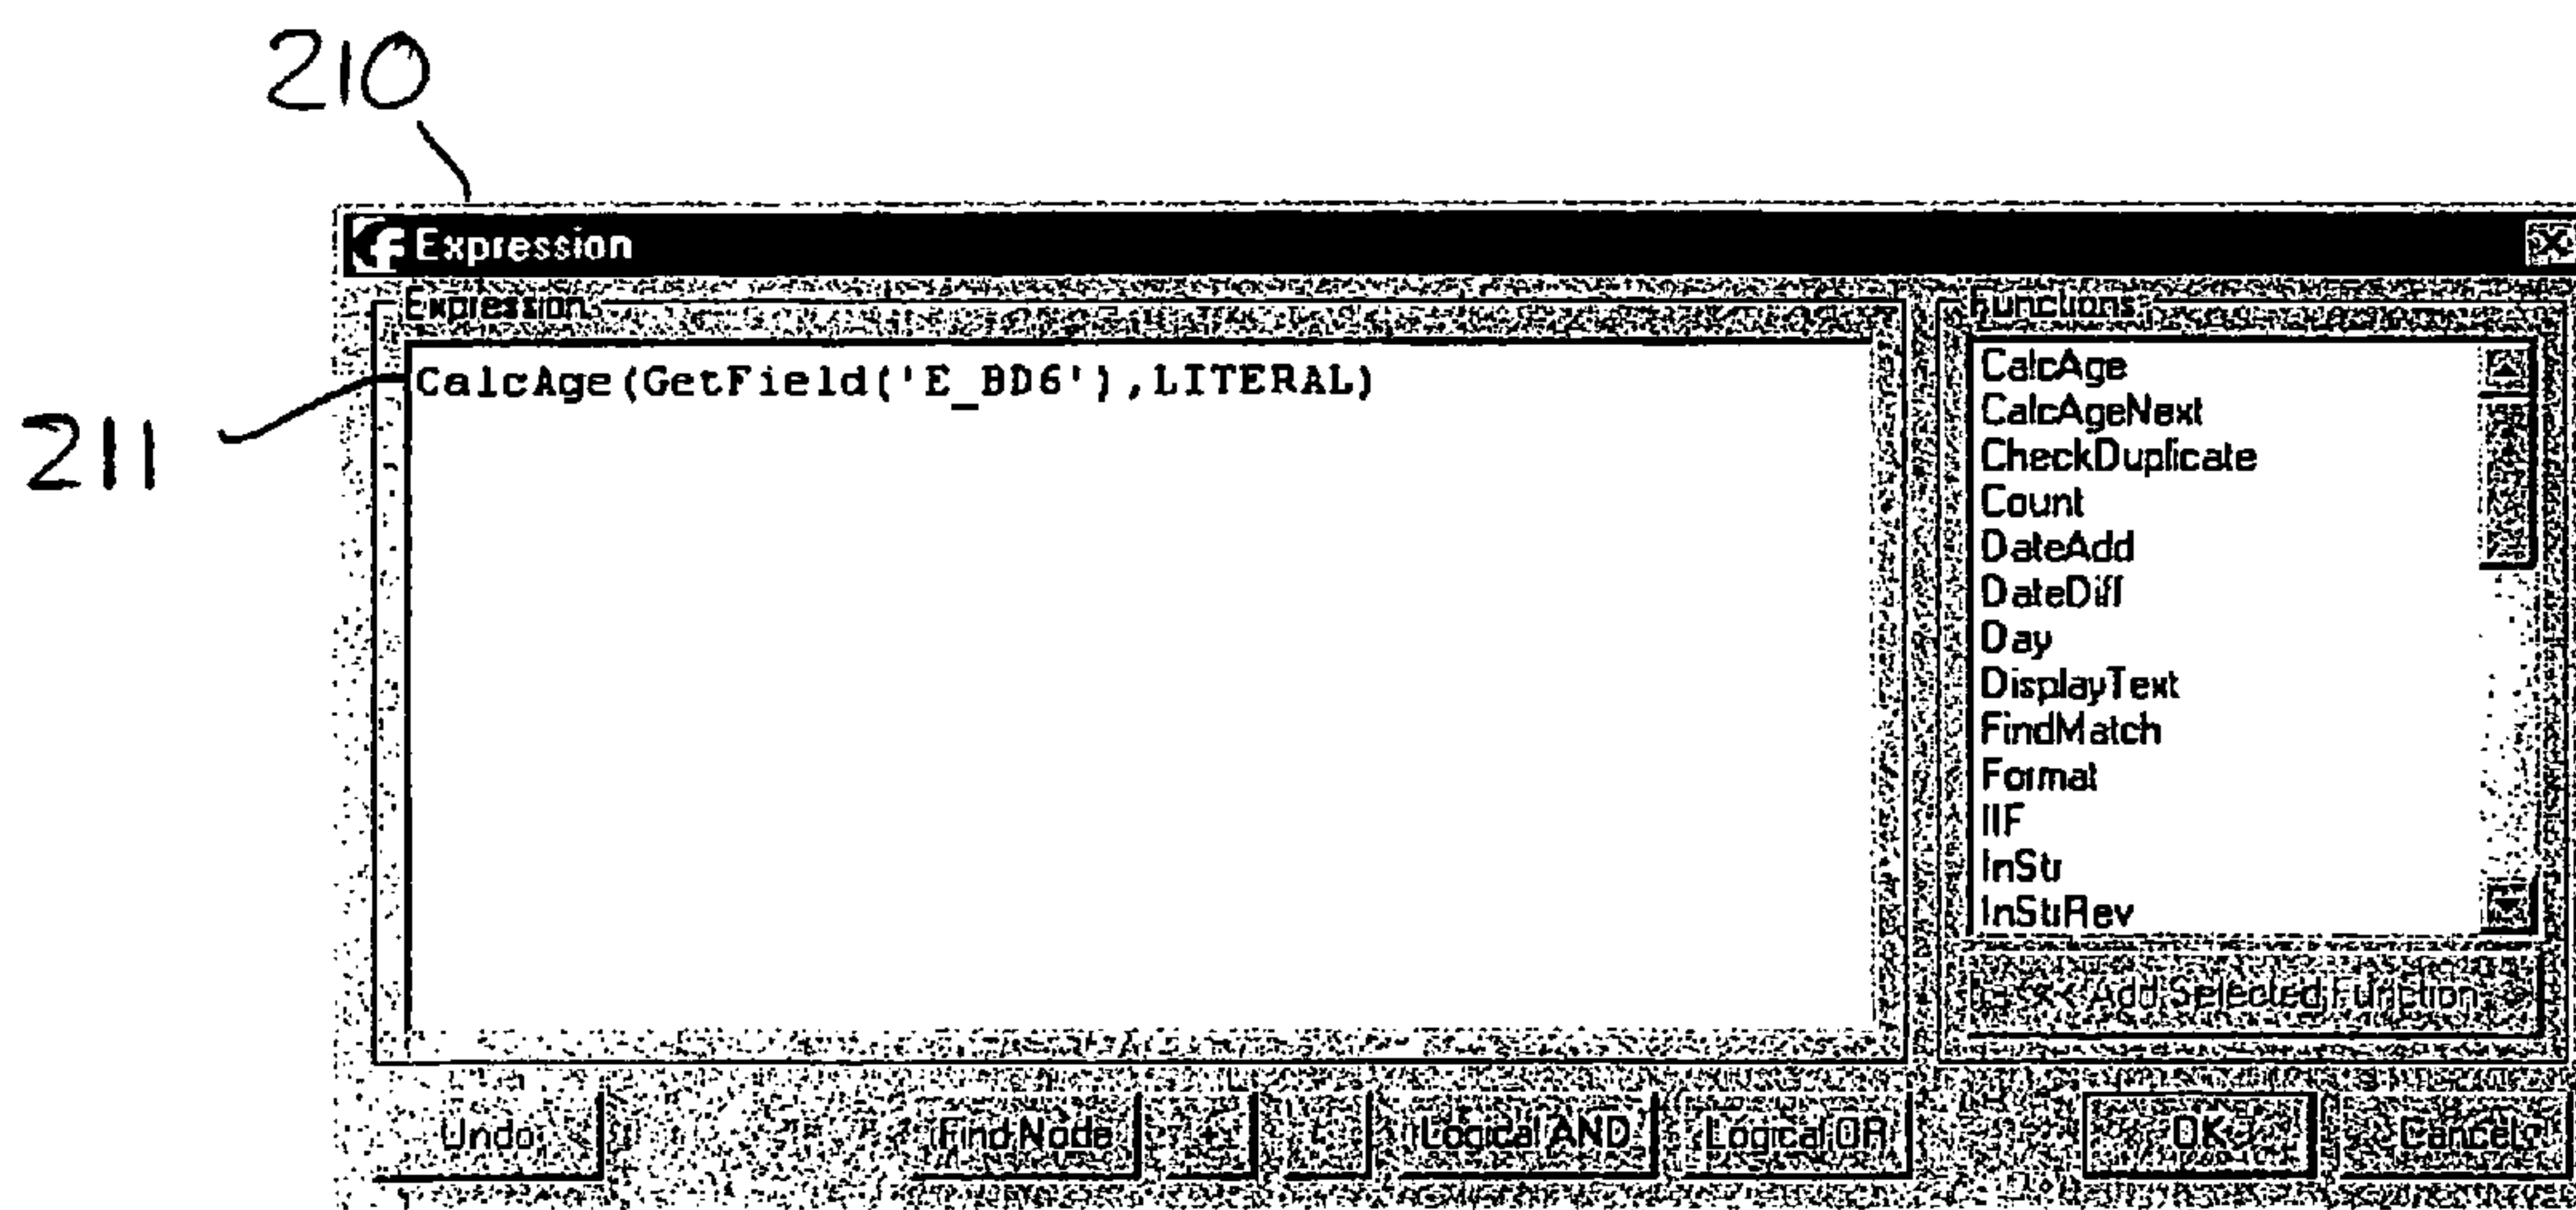 210
Expression
Expression
Functions
211
CalcAge(GetField('E_BD6'),LITERAL)
CalcAge
CalcAgeNext
CheckDuplicate
Count
DateAdd
DateDiff
Day
DisplayText
FindMatch
Format
IIF
InStr
InStrRev
<< Add Selected Function
Undo Find Node + Logical AND Logical OR OK Cancel